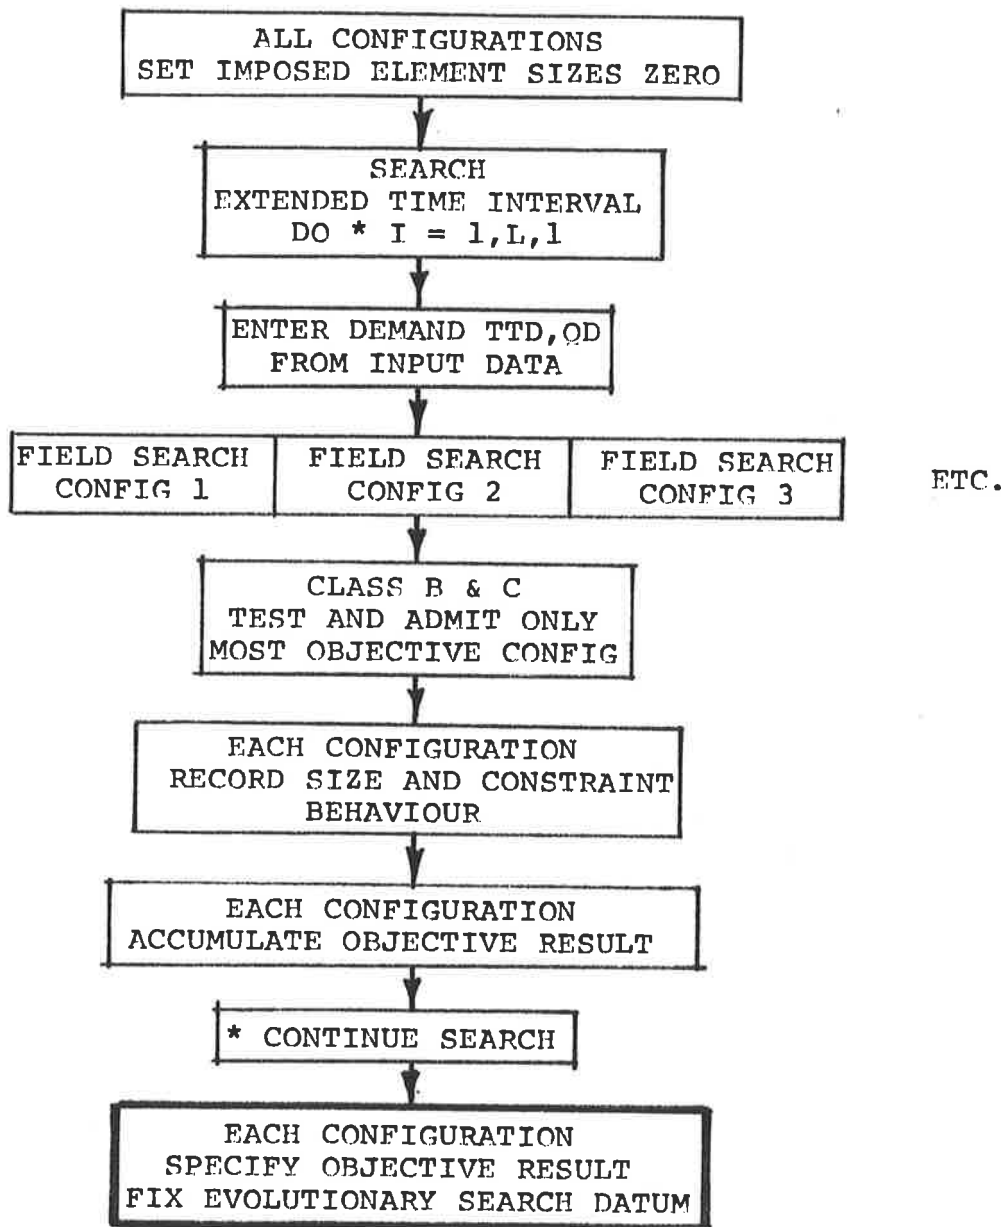 ALL CONFIGURATIONS
SET IMPOSED ELEMENT SIZES ZERO
SEARCH
EXTENDED TIME INTERVAL
DO * I = 1,L,1
ENTER DEMAND TTD,QD
FROM INPUT DATA
FIELD SEARCH
CONFIG 1
FIELD SEARCH
CONFIG 2
FIELD SEARCH
CONFIG 3
ETC.
CLASS B & C
TEST AND ADMIT ONLY
MOST OBJECTIVE CONFIG
EACH CONFIGURATION
RECORD SIZE AND CONSTRAINT
BEHAVIOUR
EACH CONFIGURATION
ACCUMULATE OBJECTIVE RESULT
* CONTINUE SEARCH
EACH CONFIGURATION
SPECIFY OBJECTIVE RESULT
FIX EVOLUTIONARY SEARCH DATUM